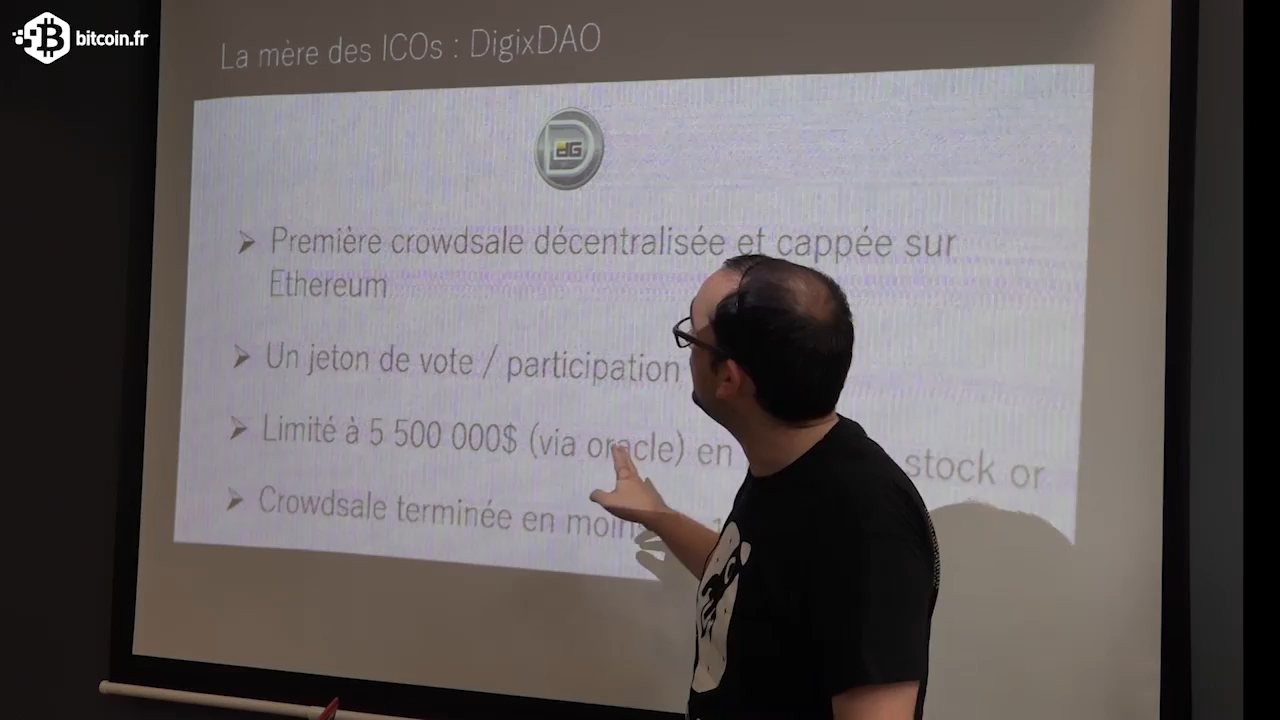 bitcoin.fr
La mère des ICOs : DigixDAO
dG
➤ Première crowdsale décentralisée et cappée sur
Ethereum
➤ Un jeton de vote / participation
➤ Limité à 5 500 000$ (via oracle) en stock or
➤ Crowdsale terminée en